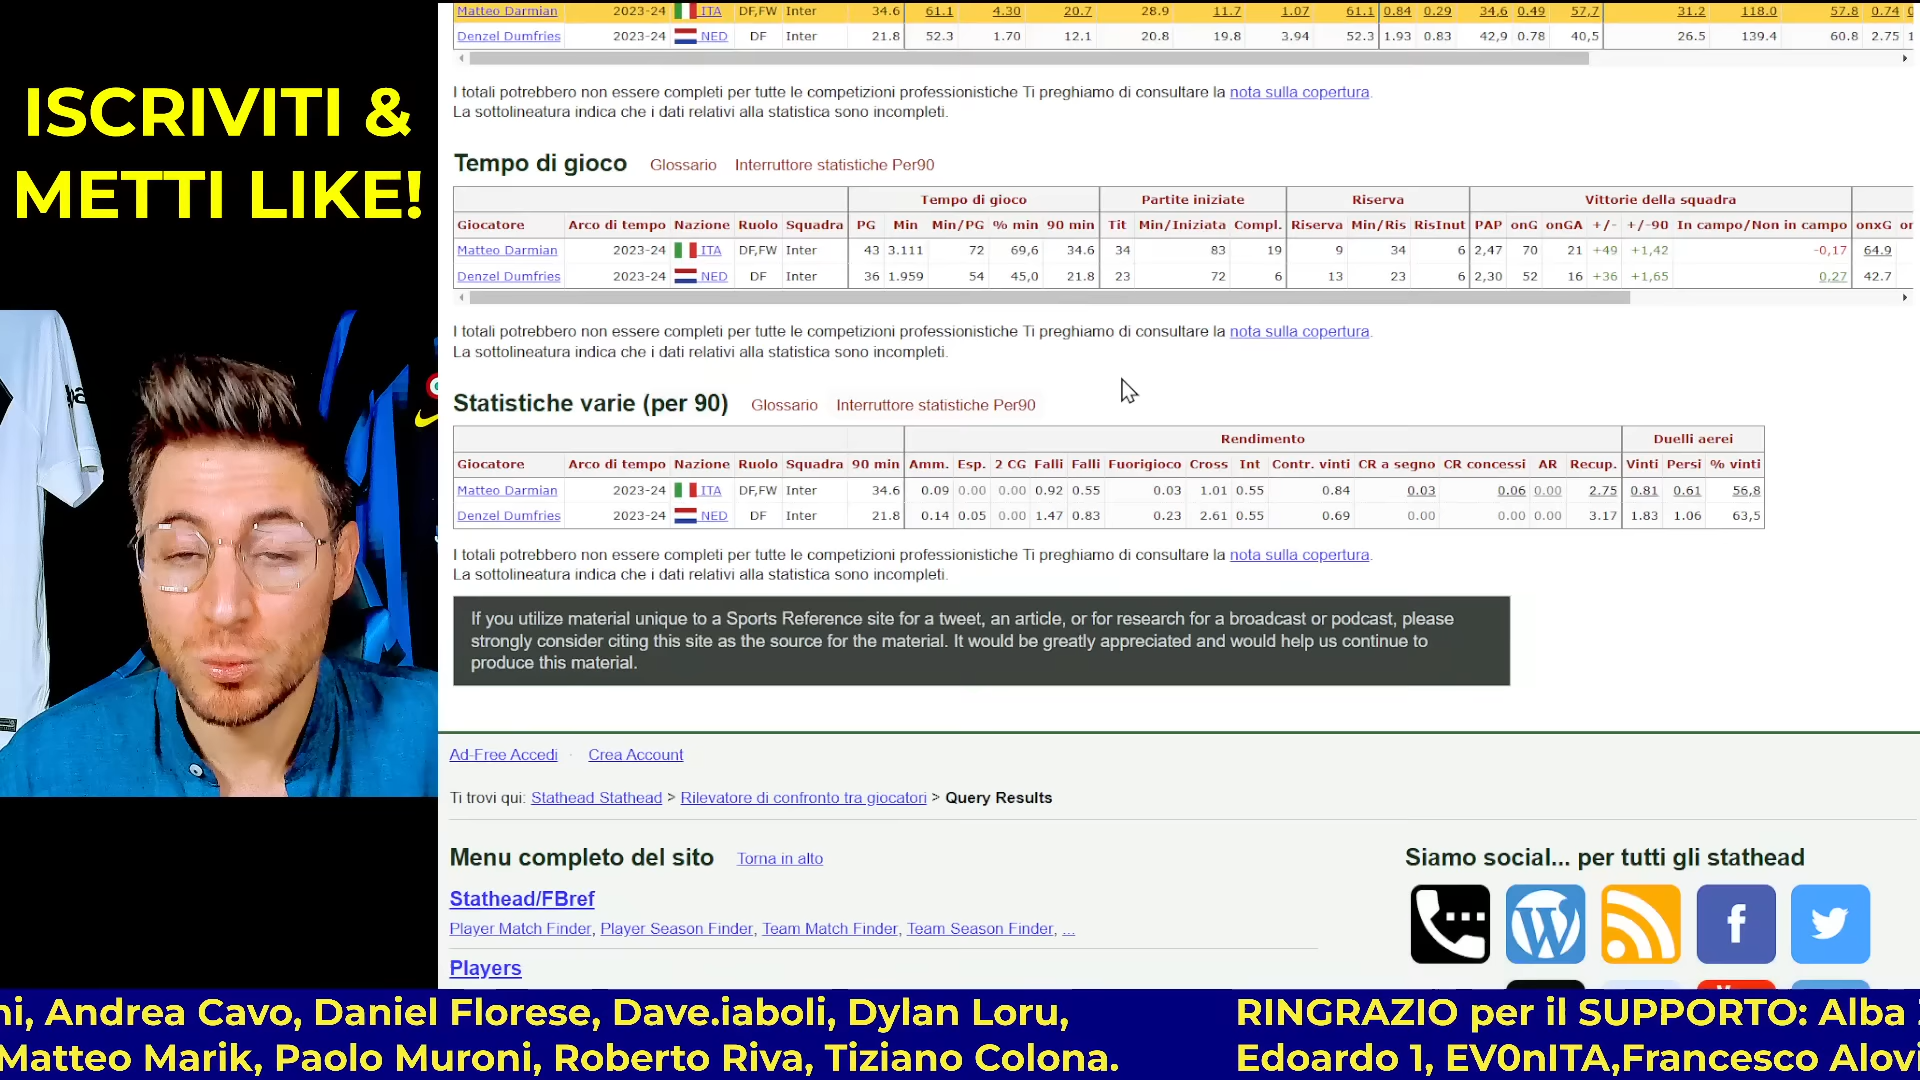 ISCRIVITI &
METTI LIKE!
Matteo Darmian 2023-24 ITA DF,FW Inter 34.6 61.1 4.30 20.7 28.9 11.7 1.07 61.1 0.84 0.29 34,6 0.49 57,7 31.2 118.0 57.8 0.74
Denzel Dumfries 2023-24 NED DF Inter 21.8 52.3 1.70 12.1 20.8 19.8 3.94 52.3 1.93 0.83 42,9 0.78 40,5 26.5 139.4 60.8 2.75
I totali potrebbero non essere completi per tutte le competizioni professionistiche Ti preghiamo di consultare la nota sulla copertura.
La sottolineatura indica che i dati relativi alla statistica sono incompleti.
Tempo di gioco Glossario Interruttore statistiche Per90
Tempo di gioco Partite iniziate Riserva Vittorie della squadra
Giocatore Arco di tempo Nazione Ruolo Squadra PG Min Min/PG % min 90 min Tit Min/Iniziata Compl. Riserva Min/Ris RisInut PAP onG onGA +/- +/-90 In campo/Non in campo onxG or
Matteo Darmian 2023-24 ITA DF,FW Inter 43 3.111 72 69,6 34.6 34 83 19 9 34 6 2,47 70 21 +49 +1,42 -0,17 64.9
Denzel Dumfries 2023-24 NED DF Inter 36 1.959 54 45,0 21.8 23 72 6 13 23 6 2,30 52 16 +36 +1,65 0,27 42.7
I totali potrebbero non essere completi per tutte le competizioni professionistiche Ti preghiamo di consultare la nota sulla copertura.
La sottolineatura indica che i dati relativi alla statistica sono incompleti.
Statistiche varie (per 90) Glossario Interruttore statistiche Per90
Rendimento Duelli aerei
Giocatore Arco di tempo Nazione Ruolo Squadra 90 min Amm. Esp. 2 CG Falli Falli Fuorigioco Cross Int Contr. vinti CR a segno CR concessi AR Recup. Vinti Persi % vinti
Matteo Darmian 2023-24 ITA DF,FW Inter 34.6 0.09 0.00 0.00 0.92 0.55 0.03 1.01 0.55 0.84 0.03 0.06 0.00 2.75 0.81 0.61 56,8
Denzel Dumfries 2023-24 NED DF Inter 21.8 0.14 0.05 0.00 1.47 0.83 0.23 2.61 0.55 0.69 0.00 0.00 0.00 3.17 1.83 1.06 63,5
I totali potrebbero non essere completi per tutte le competizioni professionistiche Ti preghiamo di consultare la nota sulla copertura.
La sottolineatura indica che i dati relativi alla statistica sono incompleti.
If you utilize material unique to a Sports Reference site for a tweet, an article, or for research for a broadcast or podcast, please
strongly consider citing this site as the source for the material. It would be greatly appreciated and would help us continue to
produce this material.
Ad-Free Accedi · Crea Account
Ti trovi qui: Stathead Stathead > Rilevatore di confronto tra giocatori > Query Results
Menu completo del sito Torna in alto
Siamo social... per tutti gli stathead
Stathead/FBref
Player Match Finder, Player Season Finder, Team Match Finder, Team Season Finder, ...
Players
ni, Andrea Cavo, Daniel Florese, Dave.iaboli, Dylan Loru, RINGRAZIO per il SUPPORTO: Alba
Matteo Marik, Paolo Muroni, Roberto Riva, Tiziano Colona. Edoardo 1, EV0nITA,Francesco Alovi